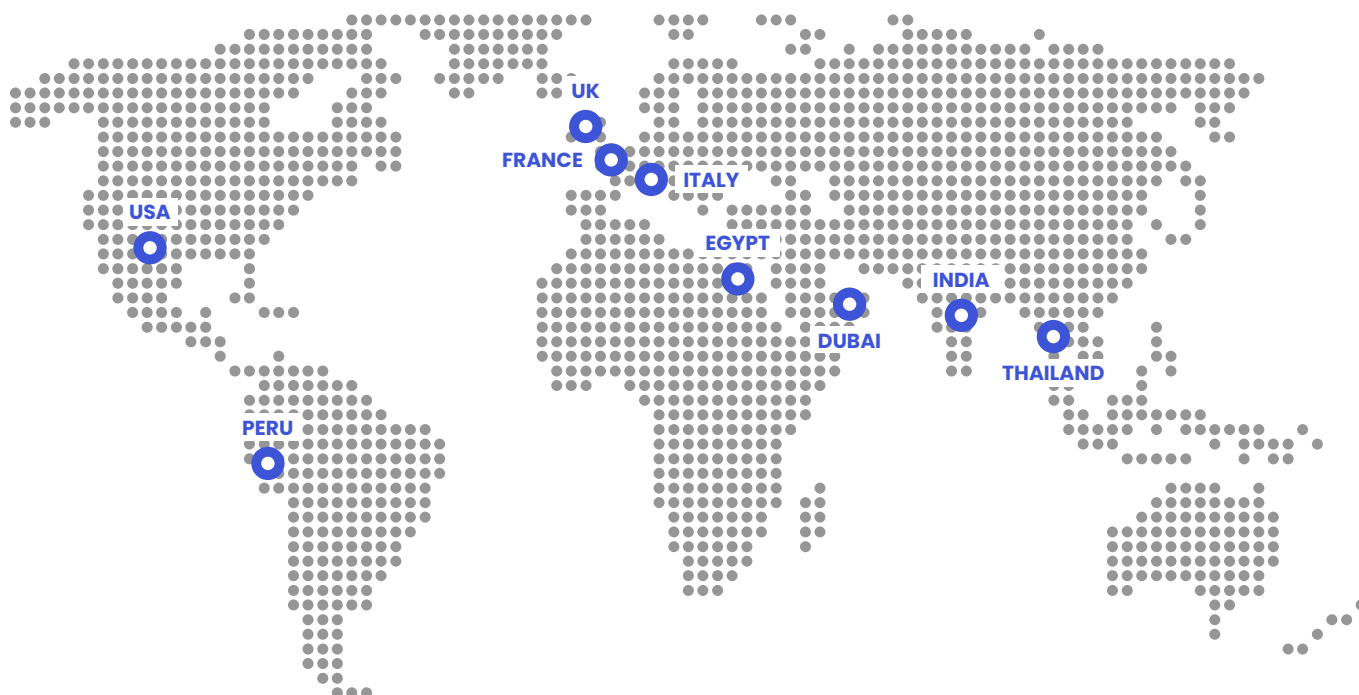 UK
FRANCE
ITALY
USA
EGYPT
INDIA
DUBAI
THAILAND
PERU